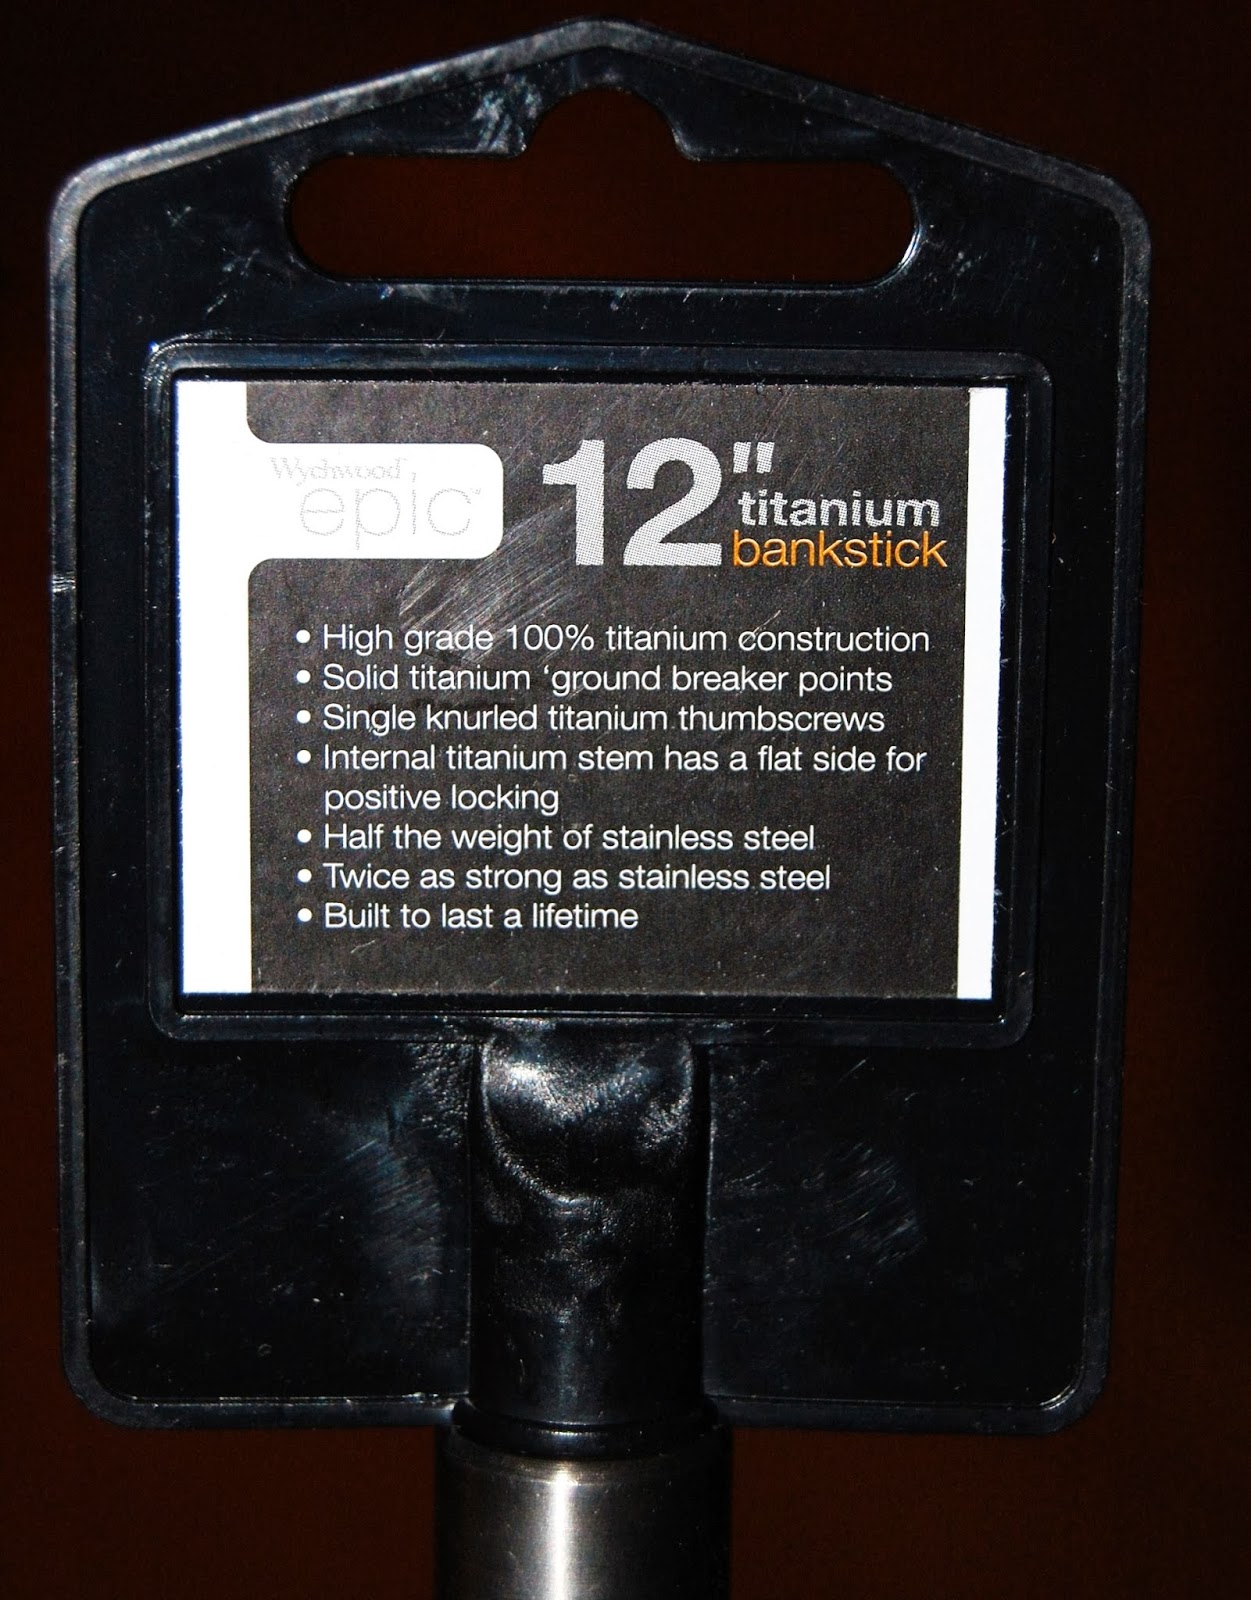 Wychwood™
epic™
12"
titanium
bankstick
• High grade 100% titanium construction
• Solid titanium ‘ground breaker points
• Single knurled titanium thumbscrews
• Internal titanium stem has a flat side for
positive locking
• Half the weight of stainless steel
• Twice as strong as stainless steel
• Built to last a lifetime